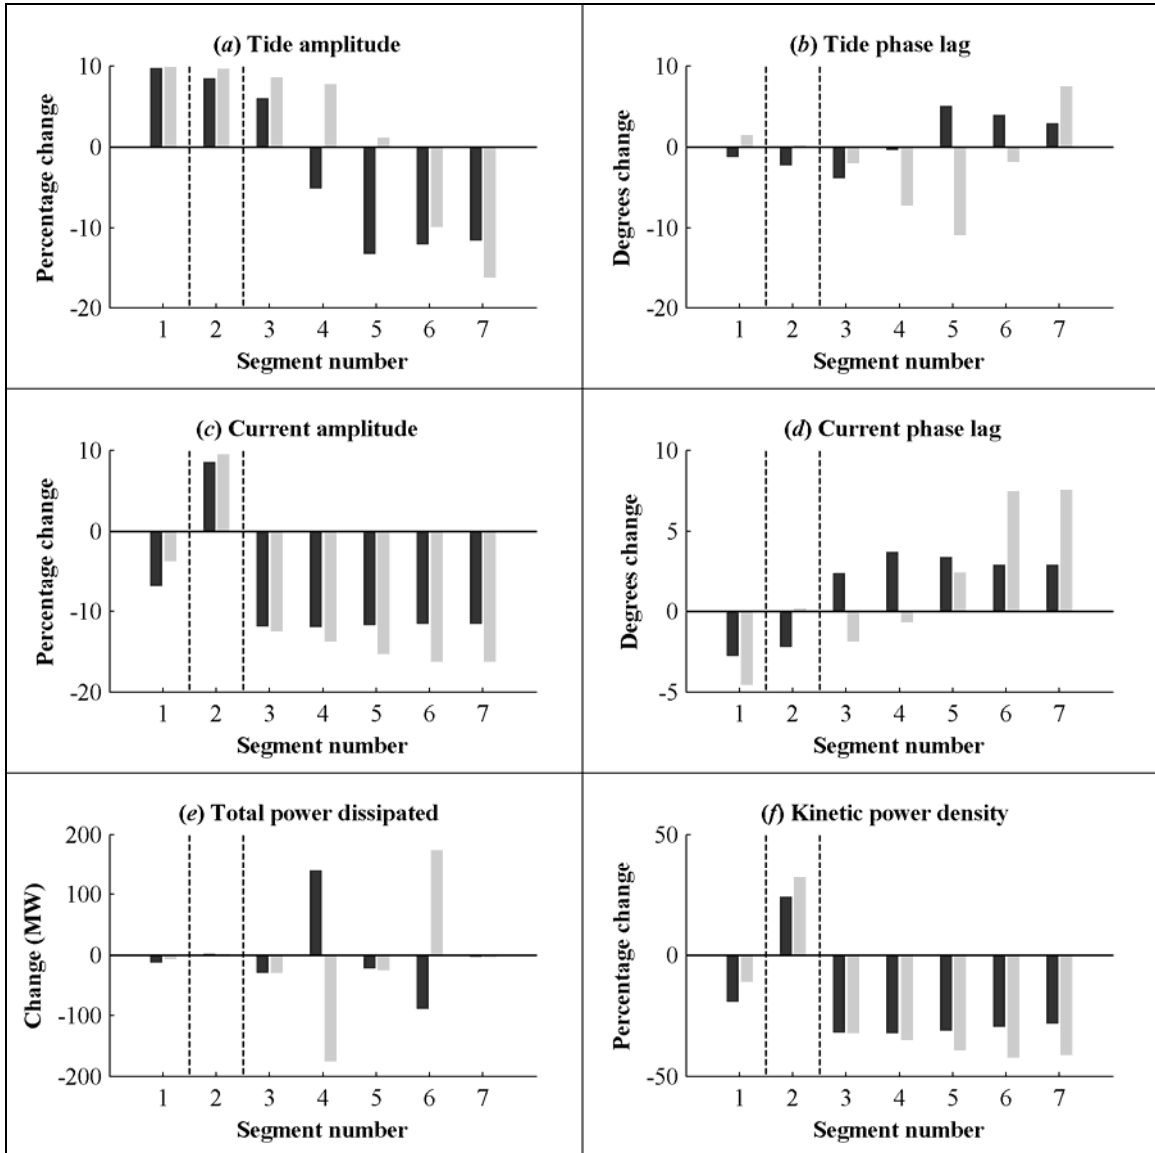 (a) Tide amplitude
Percentage change
10
0
-10
-20
1 2 3 4 5 6 7
Segment number
(b) Tide phase lag
Degrees change
10
0
-10
-20
1 2 3 4 5 6 7
Segment number
(c) Current amplitude
Percentage change
10
0
-10
-20
1 2 3 4 5 6 7
Segment number
(d) Current phase lag
Degrees change
10
5
0
-5
1 2 3 4 5 6 7
Segment number
(e) Total power dissipated
Change (MW)
200
100
0
-100
-200
1 2 3 4 5 6 7
Segment number
(f) Kinetic power density
Percentage change
50
0
-50
1 2 3 4 5 6 7
Segment number